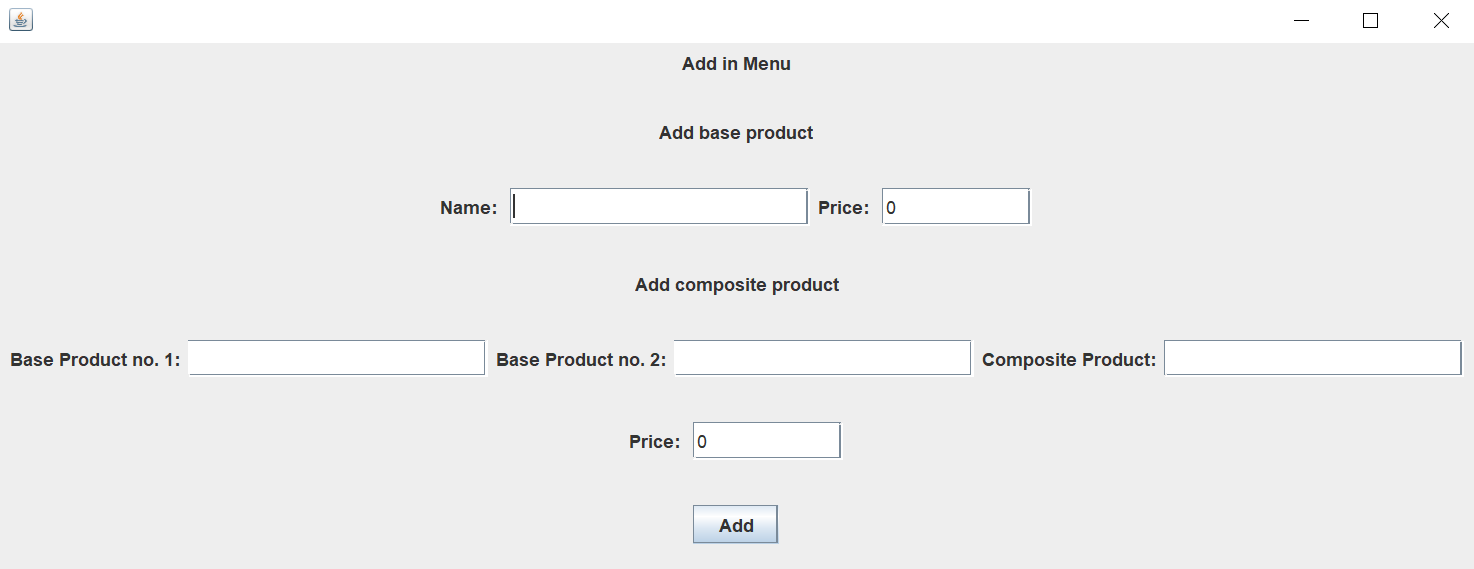 Add in Menu
Add base product
Name: Price: 0
Add composite product
Base Product no. 1: Base Product no. 2: Composite Product:
Price: 0
Add